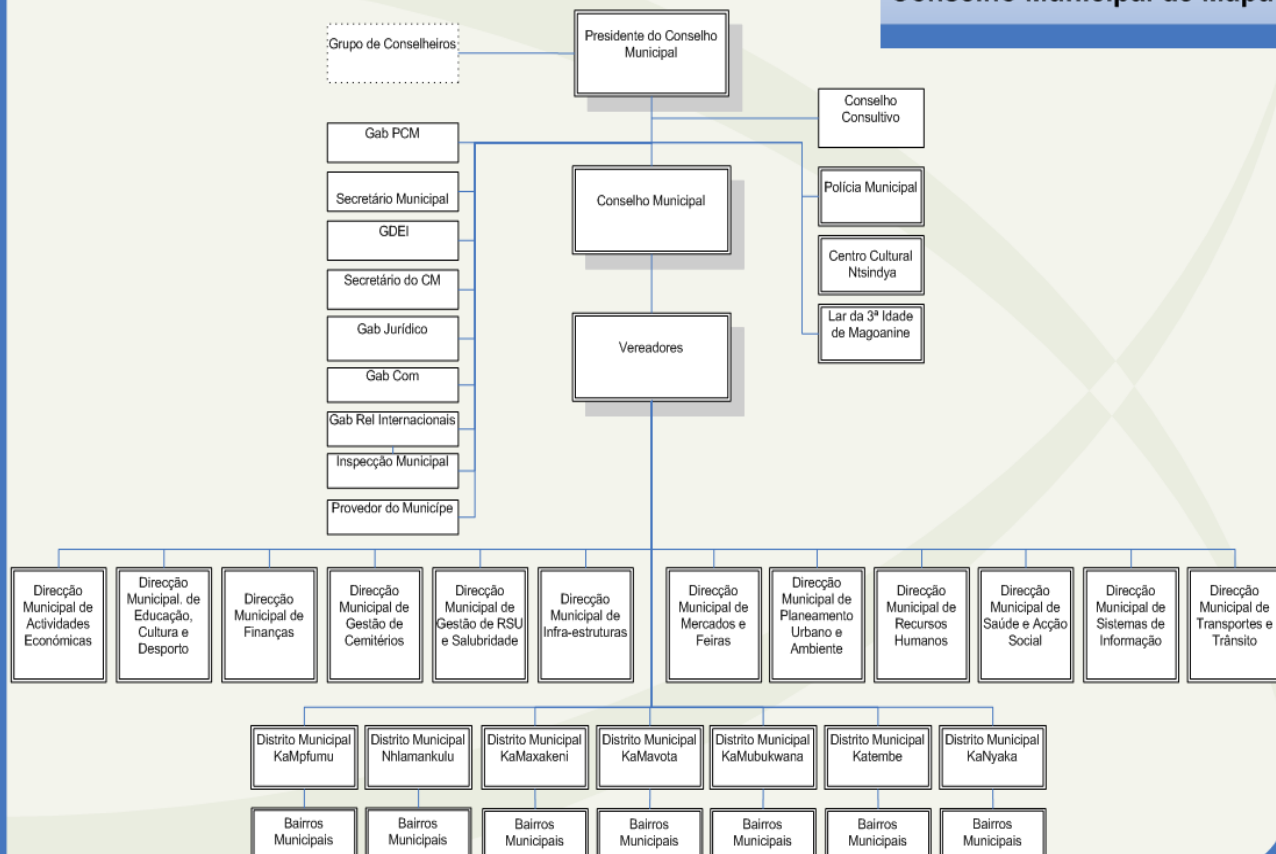 Grupo de Conselheiros
Presidente do Conselho
Municipal
Conselho
Consultivo
Gab PCM
Secretário Municipal
GDEI
Secretário do CM
Gab Jurídico
Gab Com
Gab Rel Internacionais
Inspecção Municipal
Provedor do Municípe
Conselho Municipal
Vereadores
Polícia Municipal
Centro Cultural
Ntsindya
Lar da 3ª Idade
de Magoanine
Direcção
Municipal de
Actividades
Económicas
Direcção
Municipal. de
Educação,
Cultura e
Desporto
Direcção
Municipal de
Finanças
Direcção
Municipal de
Gestão de
Cemitérios
Direcção
Municipal de
Gestão de RSU
e Salubridade
Direcção
Municipal de
Infra-estruturas
Direcção
Municipal de
Mercados e
Feiras
Direcção
Municipal de
Planeamento
Urbano e
Ambiente
Direcção
Municipal de
Recursos
Humanos
Direcção
Municipal de
Saúde e Acção
Social
Direcção
Municipal de
Sistemas de
Informação
Direcção
Municipal de
Transportes e
Trânsito
Distrito Municipal
KaMpfumu
Distrito Municipal
Nhlamankulu
Distrito Municipal
KaMaxakeni
Distrito Municipal
KaMavota
Distrito Municipal
KaMubukwana
Distrito Municipal
Katembe
Distrito Municipal
KaNyaka
Bairros
Municipais
Bairros
Municipais
Bairros
Municipais
Bairros
Municipais
Bairros
Municipais
Bairros
Municipais
Bairros
Municipais